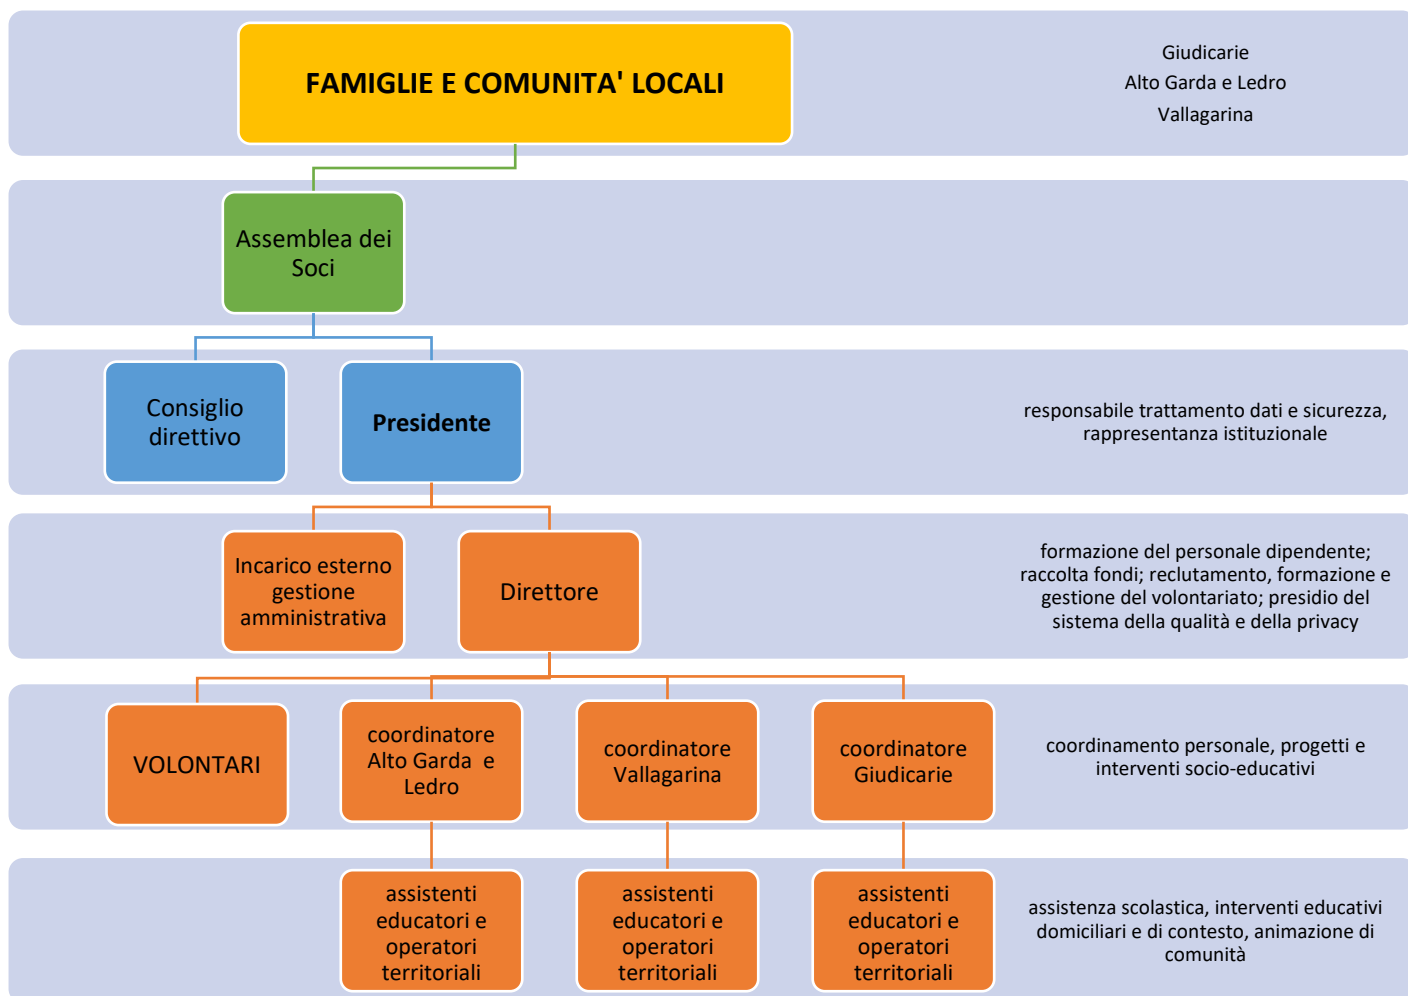 FAMIGLIE E COMUNITA' LOCALI
Giudicarie
Alto Garda e Ledro
Vallagarina
Assemblea dei
Soci
Consiglio
direttivo
Presidente
responsabile trattamento dati e sicurezza,
rappresentanza istituzionale
Incarico esterno
gestione
amministrativa
Direttore
formazione del personale dipendente;
raccolta fondi; reclutamento, formazione e
gestione del volontariato; presidio del
sistema della qualità e della privacy
VOLONTARI
coordinatore
Alto Garda e
Ledro
coordinatore
Vallagarina
coordinatore
Giudicarie
coordinamento personale, progetti e
interventi socio-educativi
assistenti
educatori e
operatori
territoriali
assistenti
educatori e
operatori
territoriali
assistenti
educatori e
operatori
territoriali
assistenza scolastica, interventi educativi
domiciliari e di contesto, animazione di
comunità